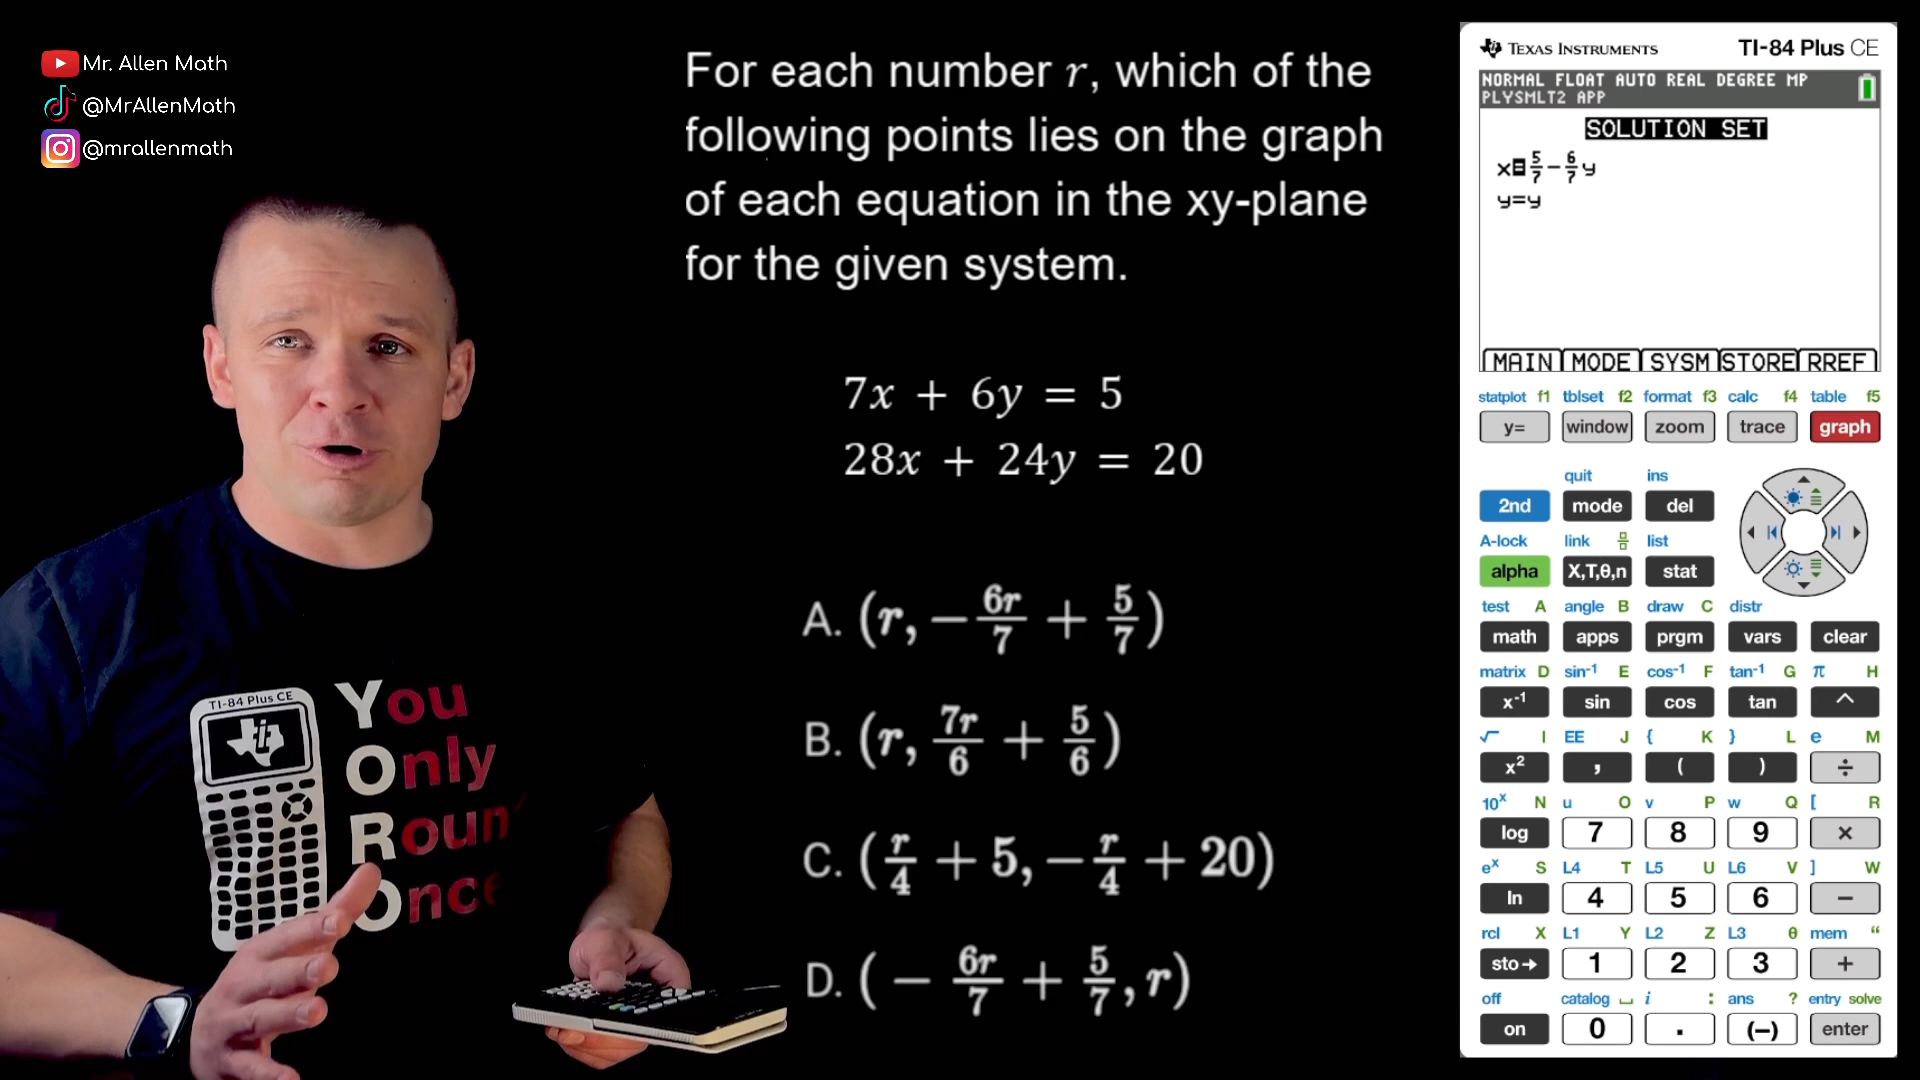 Mr. Allen Math
@MrAllenMath
@mrallenmath
For each number r, which of the
following points lies on the graph
of each equation in the xy-plane
for the given system.
7x + 6y = 5
28x + 24y = 20
A. (r, −6r/7 + 5/7)
B. (r, 7r/6 + 5/6)
C. (r/4 + 5, −r/4 + 20)
D. (− 6r/7 + 5/7, r)
TI-84 Plus CE
You
Only
Roun
Once
TEXAS INSTRUMENTS TI-84 Plus CE
NORMAL FLOAT AUTO REAL DEGREE MP
PLYSMLT2 APP
SOLUTION SET
x=5/7−6/7y
y=y
MAIN MODE SYSM STORE RREF
statplot f1 tblset f2 format f3 calc f4 table f5
y= window zoom trace graph
quit ins
2nd mode del
A-lock link list
alpha X,T,θ,n stat
test A angle B draw C distr
math apps prgm vars clear
matrix D sin⁻¹ E cos⁻¹ F tan⁻¹ G π H
x⁻¹ sin cos tan ^
√ I EE J { K } L e M
x² , ( ) ÷
10ˣ N u O v P w Q [ R
log 7 8 9 ×
eˣ S L4 T L5 U L6 V ] W
ln 4 5 6 −
rcl X L1 Y L2 Z L3 θ mem “
sto→ 1 2 3 +
off catalog ⎵ i : ans ? entry solve
on 0 . (−) enter